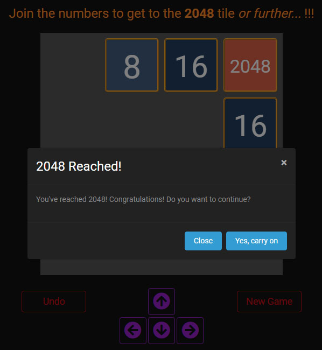 Join the numbers to get to the 2048 tile or further... !!!
8 16 2048
16
2048 Reached!
×
You've reached 2048! Congratulations! Do you want to continue?
Close Yes, carry on
Undo New Game